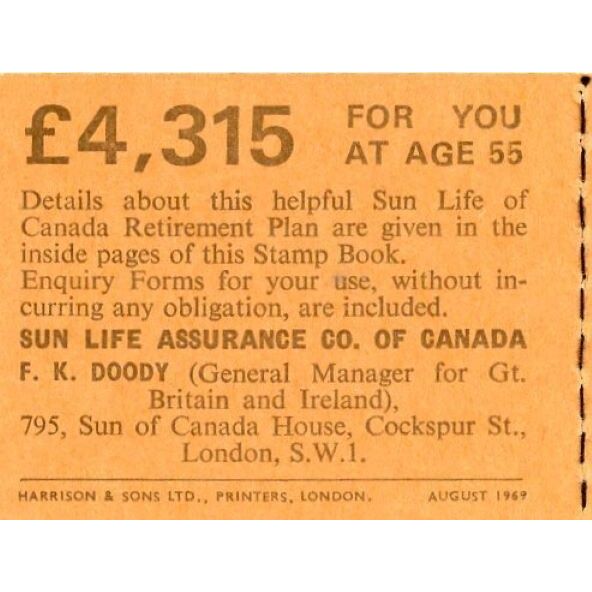 £4,315 FOR YOU
AT AGE 55
Details about this helpful Sun Life of
Canada Retirement Plan are given in the
inside pages of this Stamp Book.
Enquiry Forms for your use, without in-
curring any obligation, are included.
SUN LIFE ASSURANCE CO. OF CANADA
F. K. DOODY (General Manager for Gt.
Britain and Ireland),
795, Sun of Canada House, Cockspur St.,
London, S.W.1.
HARRISON & SONS LTD., PRINTERS, LONDON. AUGUST 1969